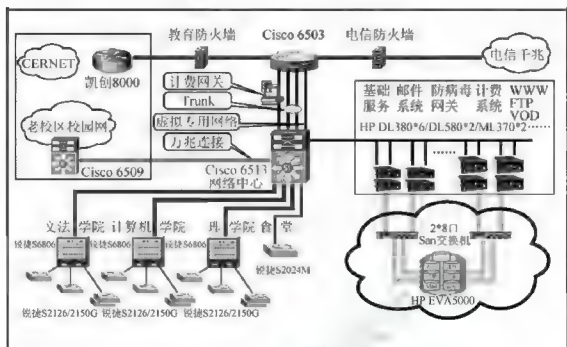 教育防火墙 Cisco 6503 电信防火墙
CERNET
凯创8000
电信千兆
计费网关
Trunk
虚拟专用网络
万兆连接
老校区校园网
Cisco 6509
Cisco 6513
网络中心
基础 邮件 防病毒 计费 WWW
服务 系统 网关 系统 FTP
VOD
HP DL380*6/DL580*2/ML370*2······
文法 学院 计算机 学院 理 学院 食 堂
锐捷S6806 锐捷S6806 锐捷S6806
锐捷S2024M
锐捷S2126/2150G 锐捷S2126/2150G 锐捷S2126/2150G
2*8口
San交换机
HP EVA5000